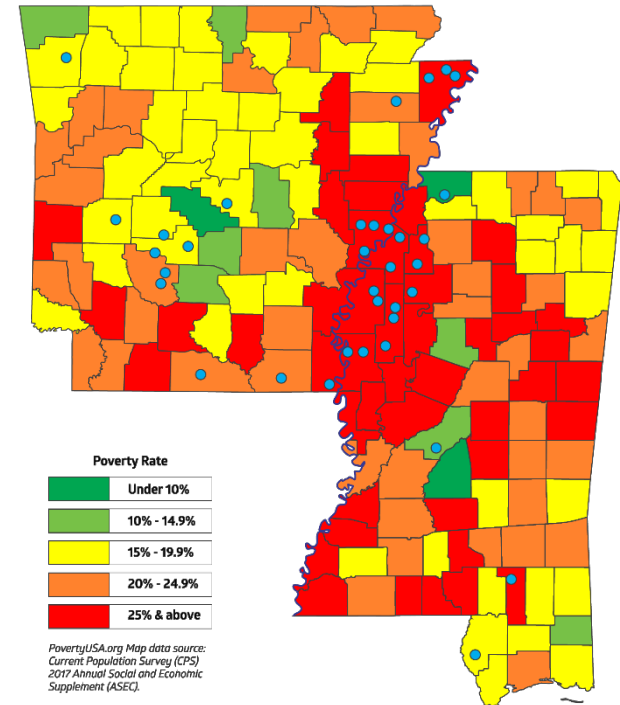 Poverty Rate
Under 10%
10% - 14.9%
15% - 19.9%
20% - 24.9%
25% & above
PovertyUSA.org Map data source:
Current Population Survey (CPS)
2017 Annual Social and Economic
Supplement (ASEC).